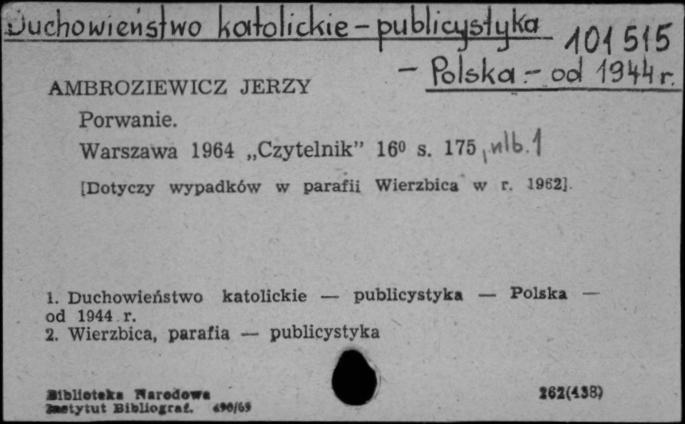 Duchowieństwo katolickie – publicystyka
101515
– Polska – od 1944 r.
AMBROZIEWICZ JERZY
Porwanie.
Warszawa 1964 „Czytelnik” 16⁰ s. 175, nlb. 1
[Dotyczy wypadków w parafii Wierzbica w r. 1962].
1. Duchowieństwo katolickie — publicystyka — Polska —
od 1944 r.
2. Wierzbica, parafia — publicystyka
Biblioteka Narodowa
262(438)
Instytut Bibliograf. 490/65